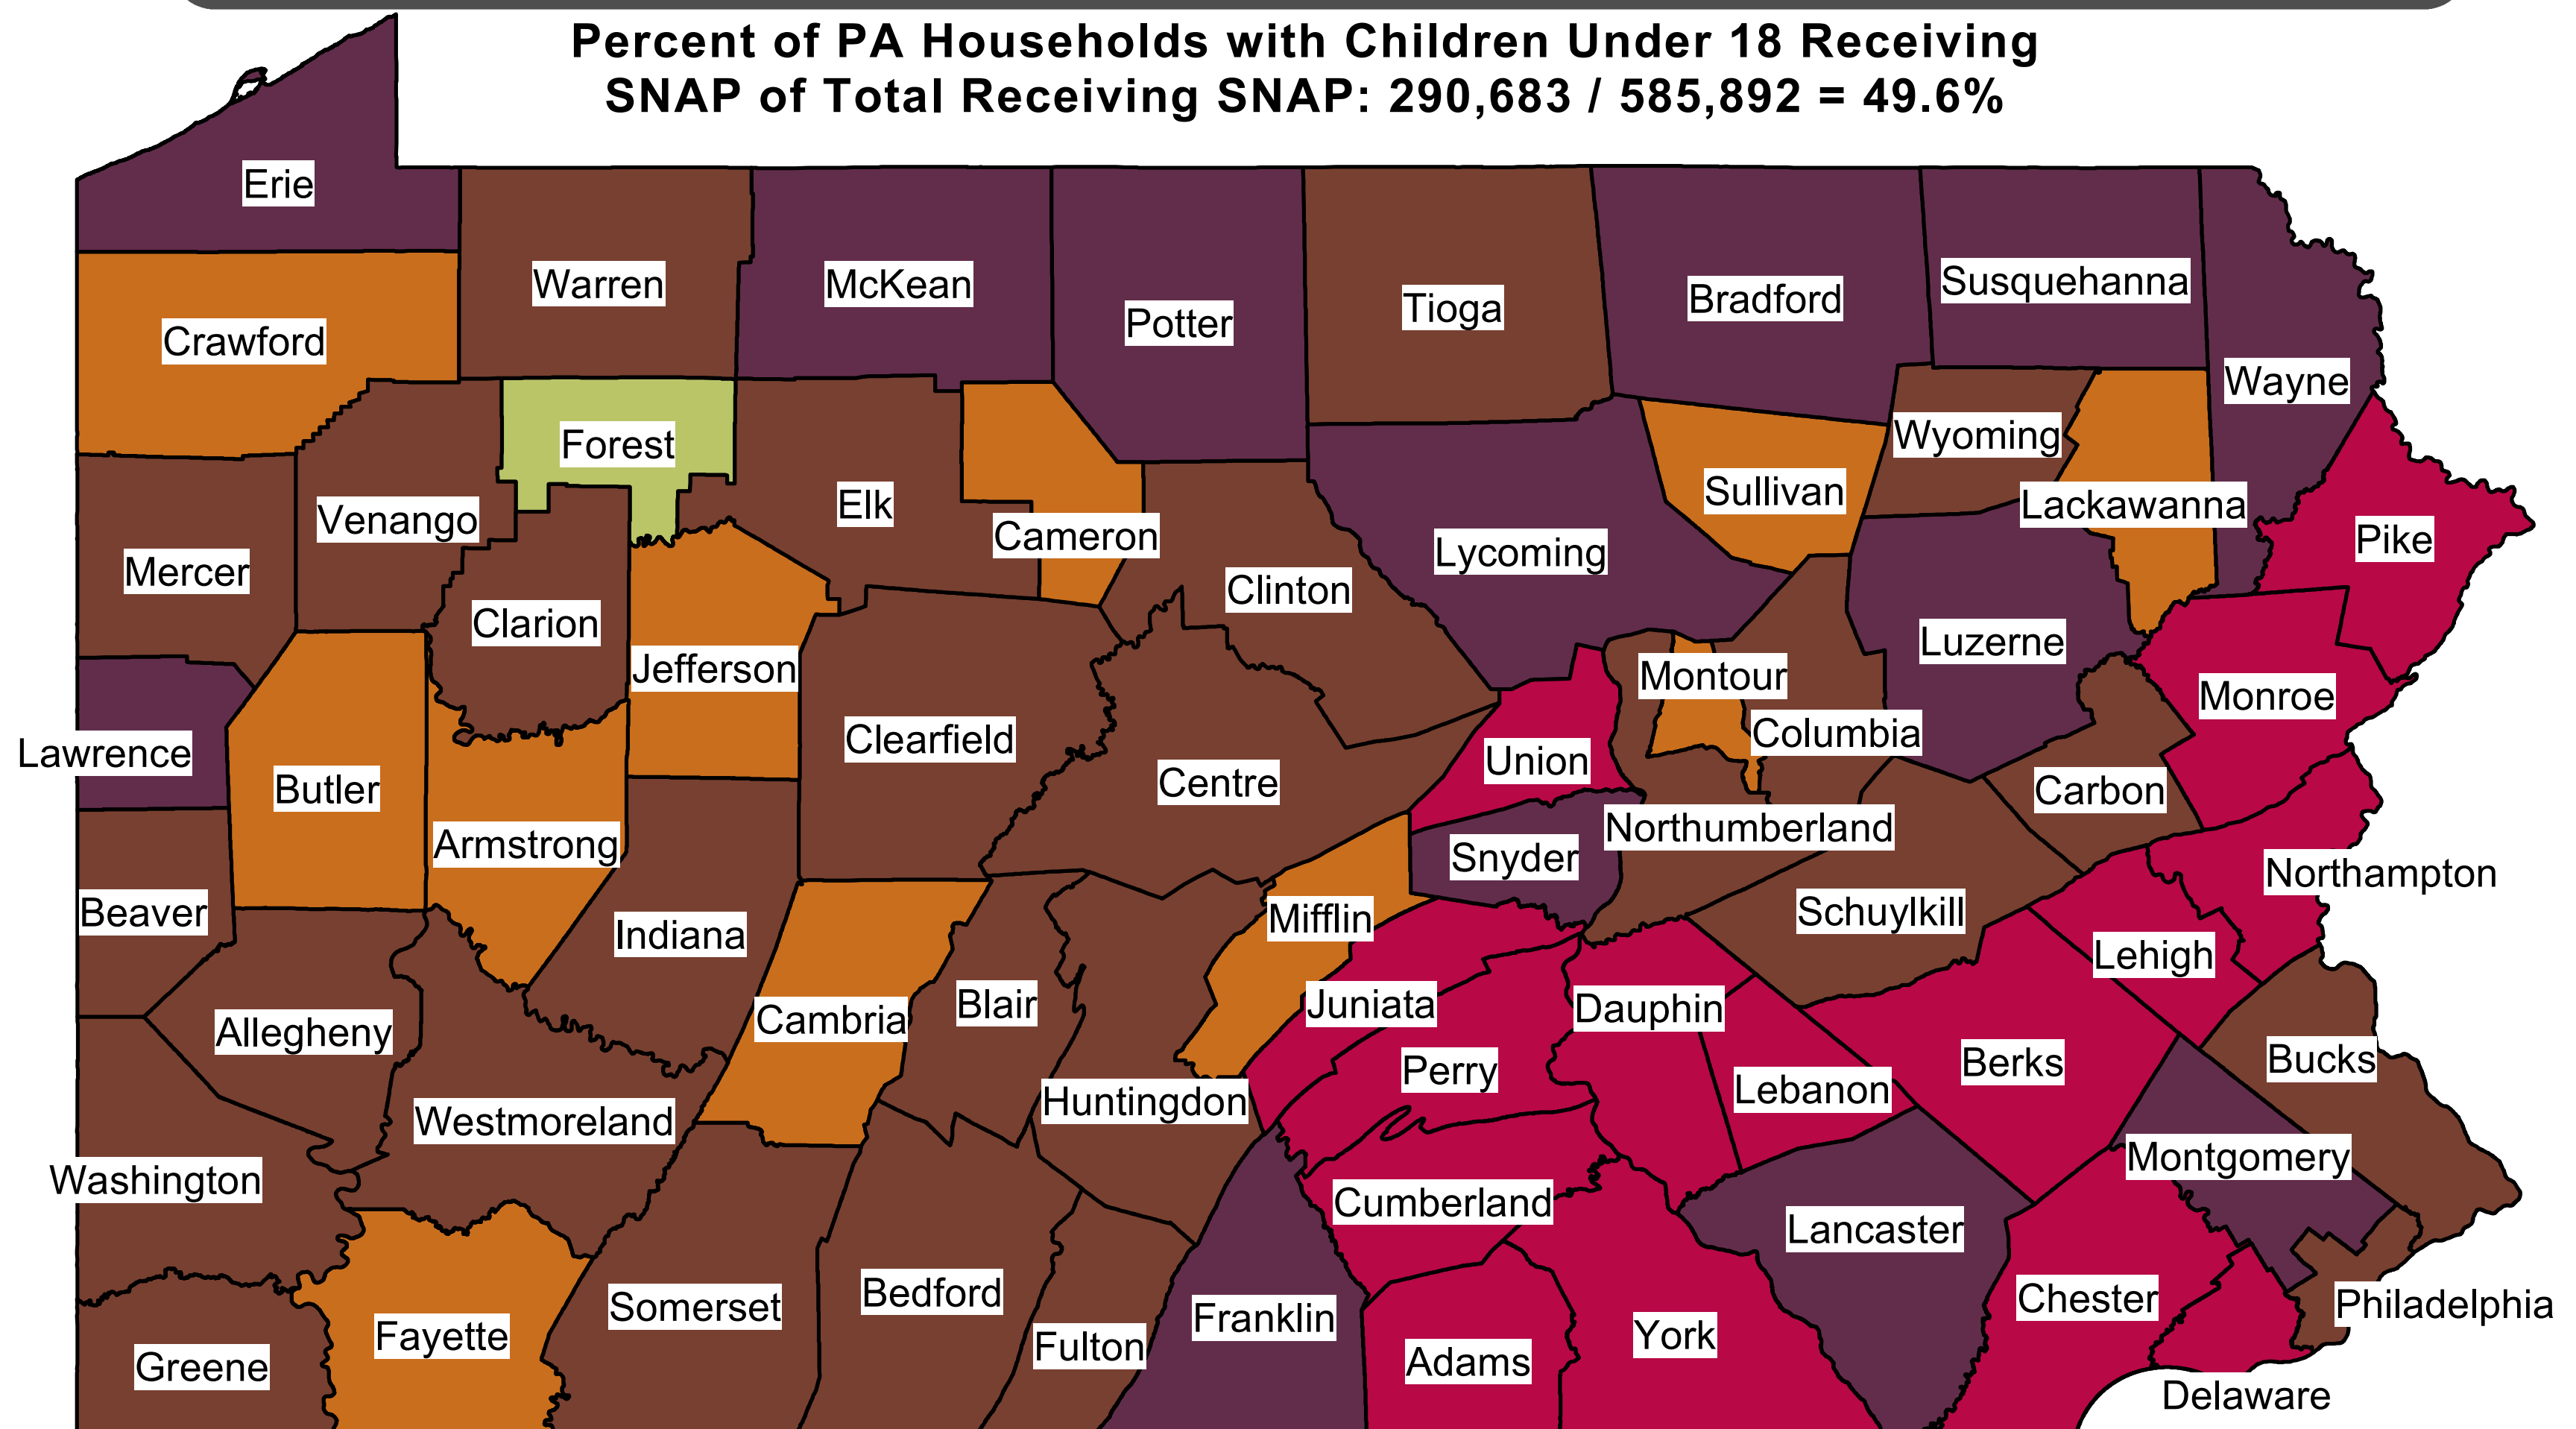 Percent of PA Households with Children Under 18 Receiving
SNAP of Total Receiving SNAP: 290,683 / 585,892 = 49.6%
Erie
Warren
McKean
Potter
Tioga
Bradford
Susquehanna
Wayne
Crawford
Forest
Wyoming
Venango
Elk
Cameron
Sullivan
Lackawanna
Pike
Mercer
Clarion
Clinton
Lycoming
Luzerne
Jefferson
Montour
Monroe
Lawrence
Butler
Clearfield
Centre
Union
Columbia
Carbon
Armstrong
Snyder
Northumberland
Northampton
Beaver
Indiana
Mifflin
Schuylkill
Lehigh
Allegheny
Cambria
Blair
Juniata
Dauphin
Perry
Lebanon
Berks
Bucks
Westmoreland
Huntingdon
Washington
Cumberland
Lancaster
Montgomery
Greene
Fayette
Somerset
Bedford
Fulton
Franklin
Adams
York
Chester
Philadelphia
Delaware